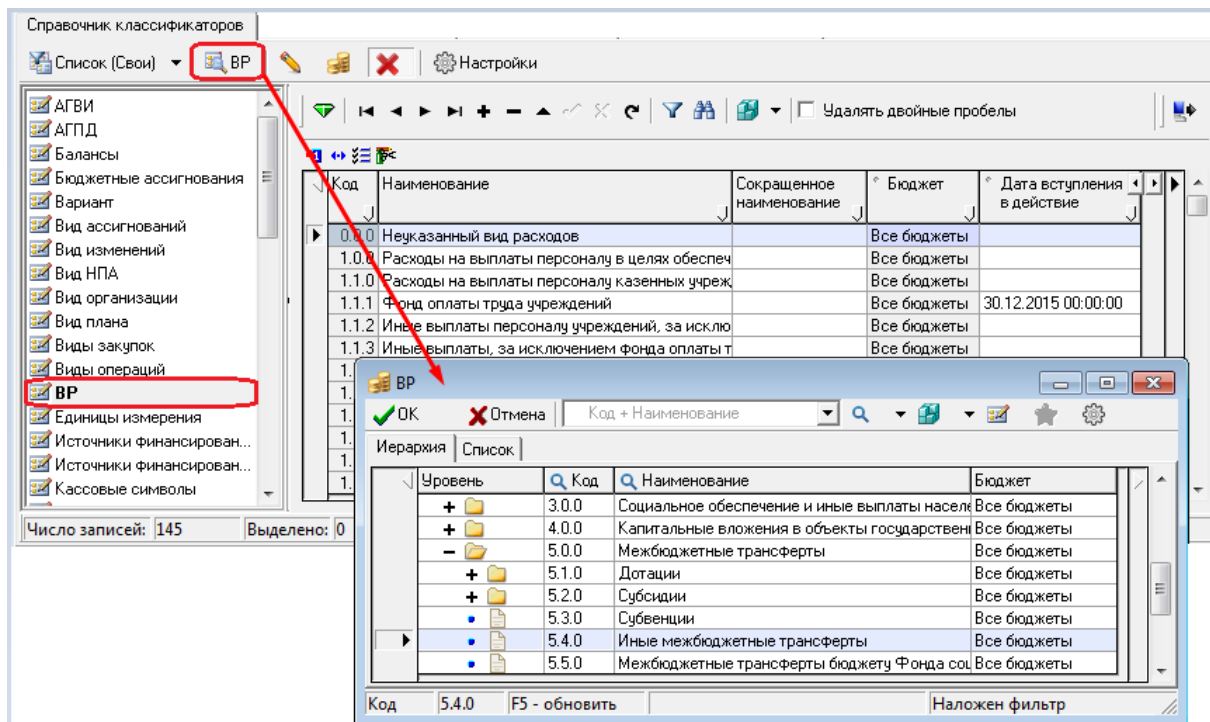 Справочник классификаторов
Список (Свои) ВР Настройки
АГВИ
АГПД
Балансы
Бюджетные ассигнования
Вариант
Вид ассигнований
Вид изменений
Вид НПА
Вид организации
Вид плана
Виды закупок
Виды операций
ВР
Единицы измерения
Источники финансирован...
Источники финансирован...
Кассовые символы
Удалять двойные пробелы
Код Наименование Сокращенное наименование Бюджет Дата вступления в действие
0.0.0 Неуказанный вид расходов Все бюджеты
1.0.0 Расходы на выплаты персоналу в целях обеспеч Все бюджеты
1.1.0 Расходы на выплаты персоналу казенных учреж Все бюджеты
1.1.1 Фонд оплаты труда учреждений Все бюджеты 30.12.2015 00:00:00
1.1.2 Иные выплаты персоналу учреждений, за исклю Все бюджеты
1.1.3 Иные выплаты, за исключением фонда оплаты т Все бюджеты
1.
1.
1.
1.
1.
1.
Число записей: 145 Выделено: 0
ВР
OK Отмена Код + Наименование
Иерархия Список
Уровень Код Наименование Бюджет
3.0.0 Социальное обеспечение и иные выплаты населе Все бюджеты
4.0.0 Капитальные вложения в объекты государствен Все бюджеты
5.0.0 Межбюджетные трансферты Все бюджеты
5.1.0 Дотации Все бюджеты
5.2.0 Субсидии Все бюджеты
5.3.0 Субвенции Все бюджеты
5.4.0 Иные межбюджетные трансферты Все бюджеты
5.5.0 Межбюджетные трансферты бюджету Фонда соц Все бюджеты
Код 5.4.0 F5 - обновить Наложен фильтр